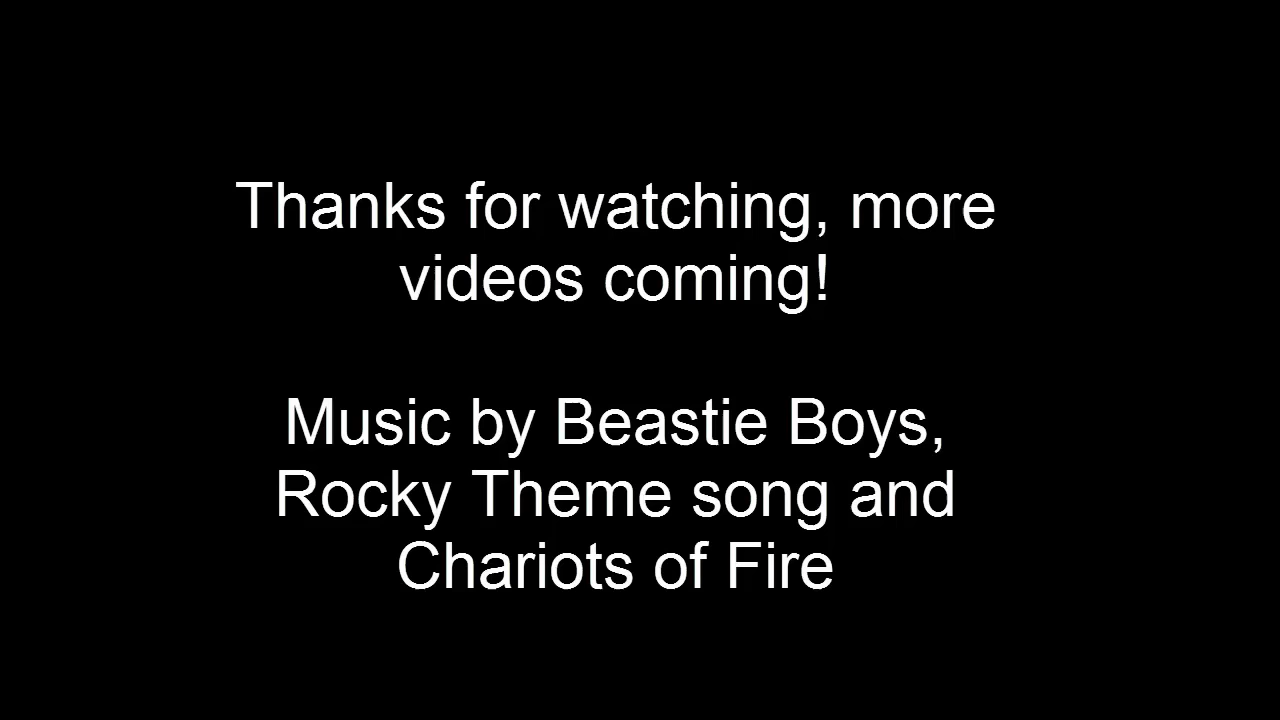 Thanks for watching, more
videos coming!
Music by Beastie Boys,
Rocky Theme song and
Chariots of Fire